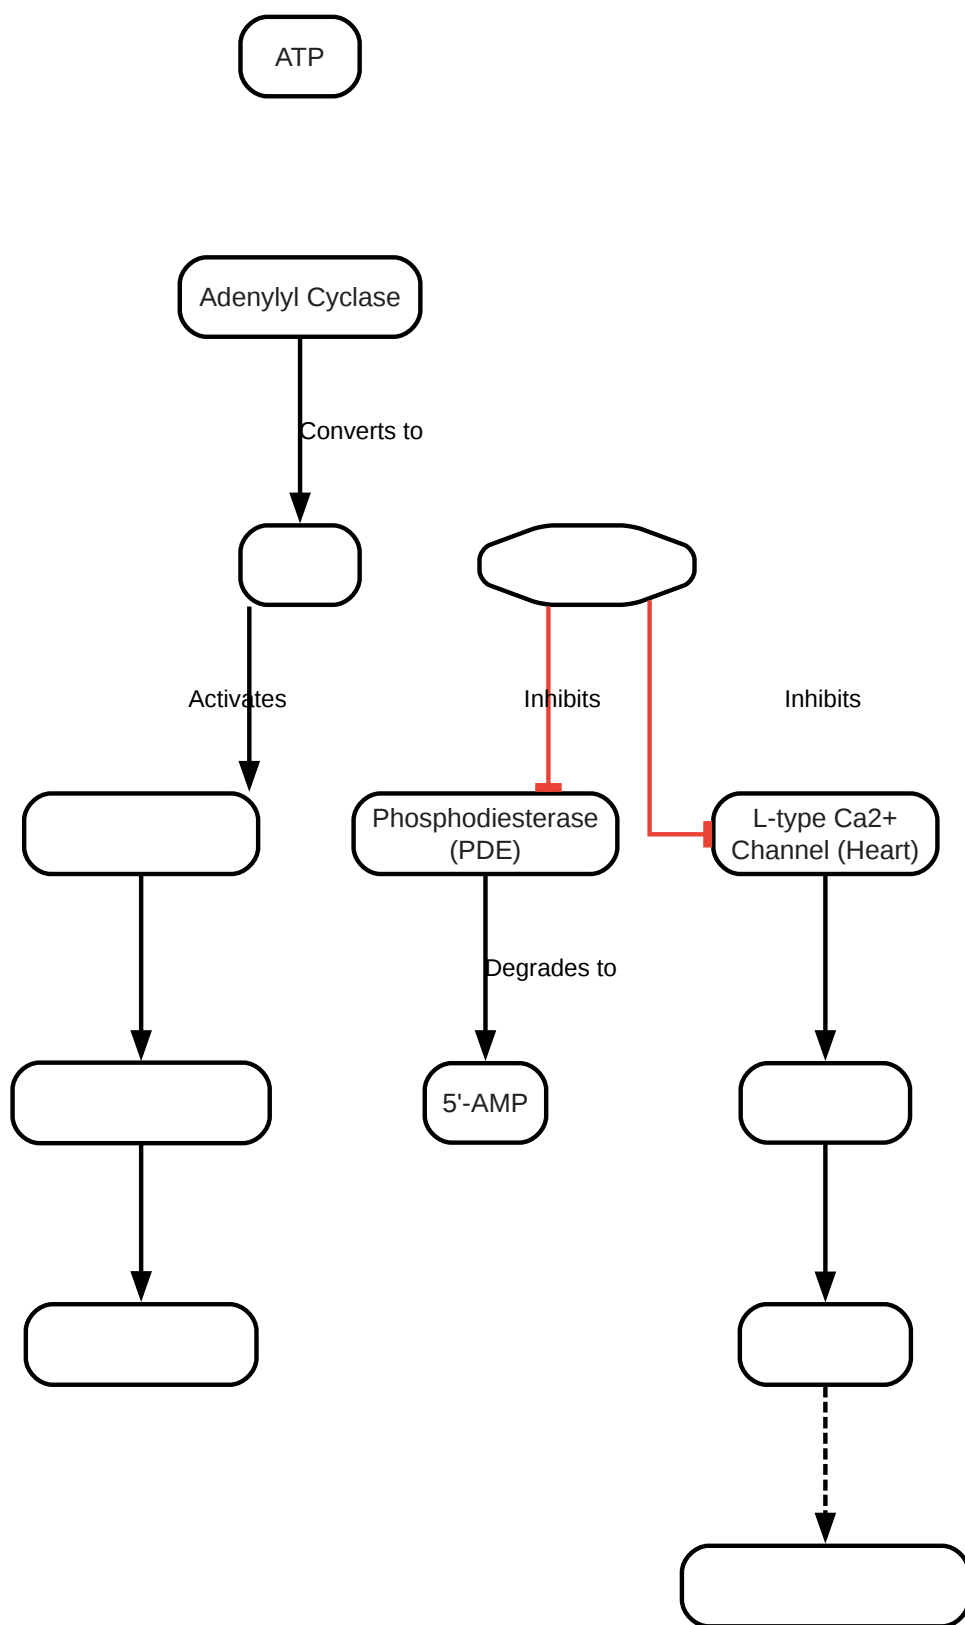 ATP
Adenylyl Cyclase
Converts to
Activates
Inhibits
Inhibits
Phosphodiesterase
(PDE)
L-type Ca2+
Channel (Heart)
Degrades to
5'-AMP